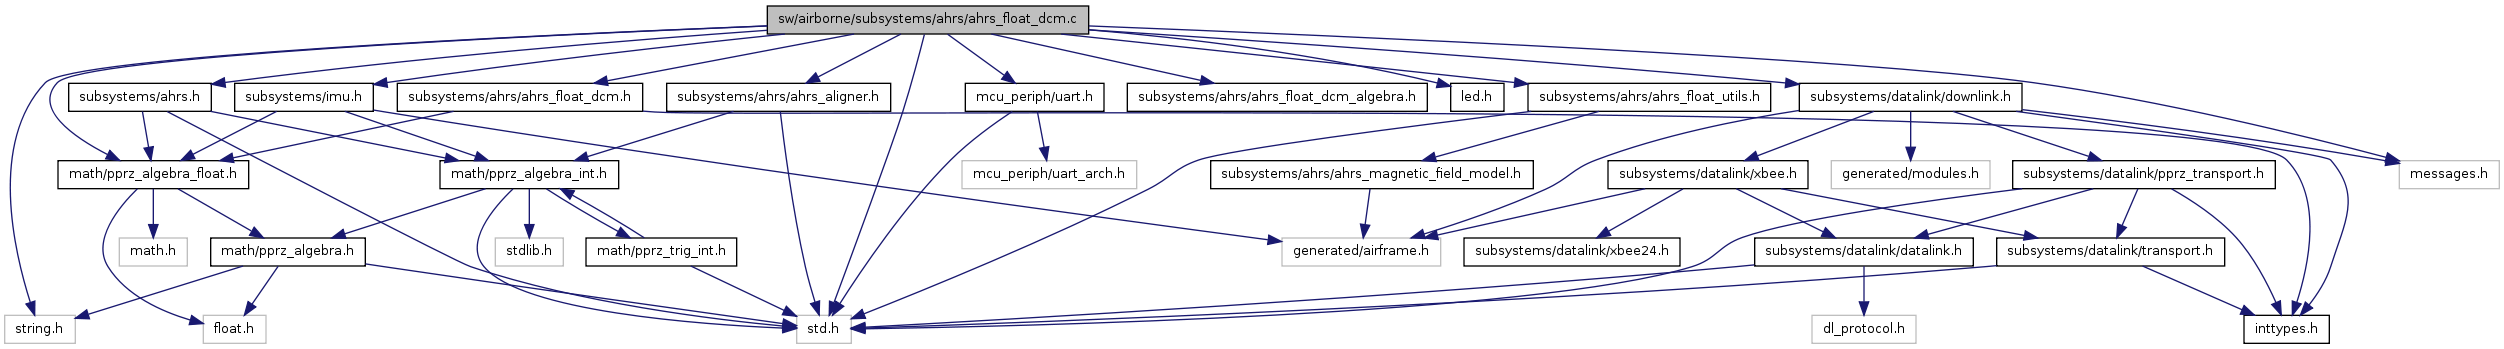 sw/airborne/subsystems/ahrs/ahrs_float_dcm.c
subsystems/ahrs.h
subsystems/imu.h
subsystems/ahrs/ahrs_float_dcm.h
subsystems/ahrs/ahrs_aligner.h
mcu_periph/uart.h
subsystems/ahrs/ahrs_float_dcm_algebra.h
led.h
subsystems/ahrs/ahrs_float_utils.h
subsystems/datalink/downlink.h
math/pprz_algebra_float.h
math/pprz_algebra_int.h
mcu_periph/uart_arch.h
subsystems/ahrs/ahrs_magnetic_field_model.h
subsystems/datalink/xbee.h
generated/modules.h
subsystems/datalink/pprz_transport.h
messages.h
math.h
math/pprz_algebra.h
stdlib.h
math/pprz_trig_int.h
generated/airframe.h
subsystems/datalink/xbee24.h
subsystems/datalink/datalink.h
subsystems/datalink/transport.h
string.h
float.h
std.h
dl_protocol.h
inttypes.h